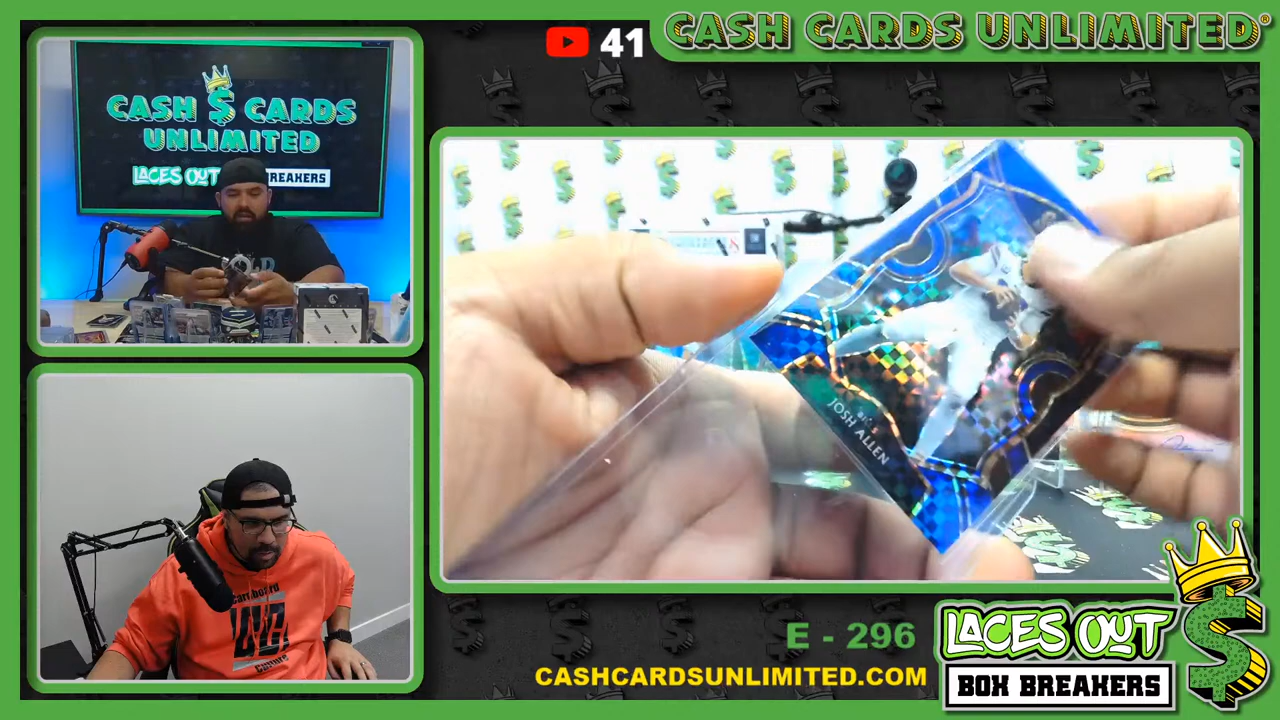 41
CASH CARDS UNLIMITED®
CASH $ CARDS
UNLIMITED
LACES OUT
BREAKERS
JOSH ALLEN
E - 296
CASHCARDSUNLIMITED.COM
LACES OUT
BOX BREAKERS